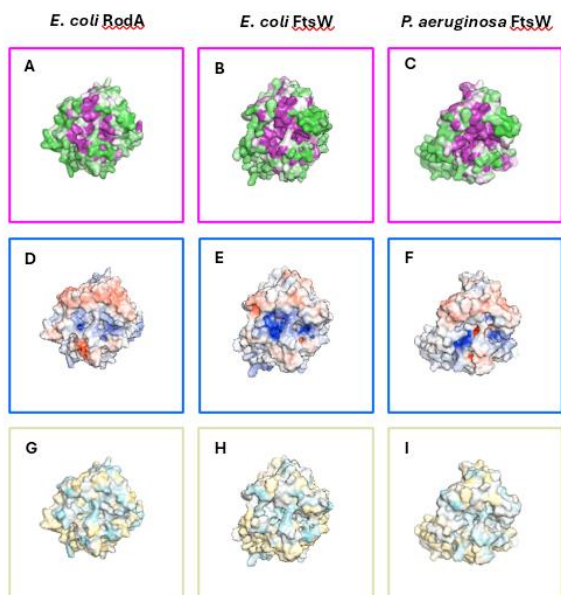 E. coli RodA E. coli FtsW P. aeruginosa FtsW
A B C
D E F
G H I